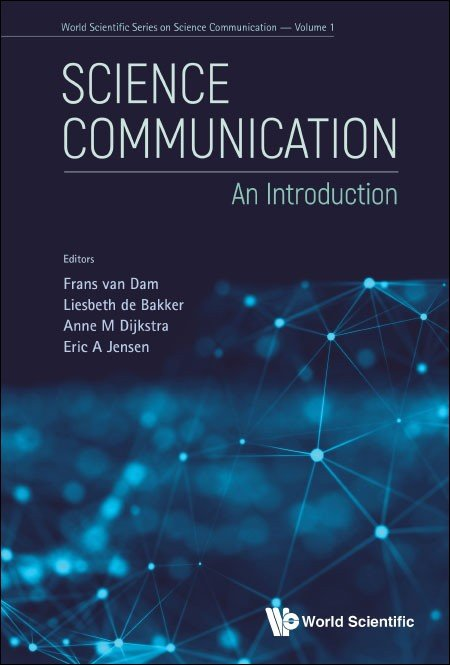 World Scientific Series on Science Communication — Volume 1
SCIENCE
COMMUNICATION
An Introduction
Editors
Frans van Dam
Liesbeth de Bakker
Anne M Dijkstra
Eric A Jensen
World Scientific